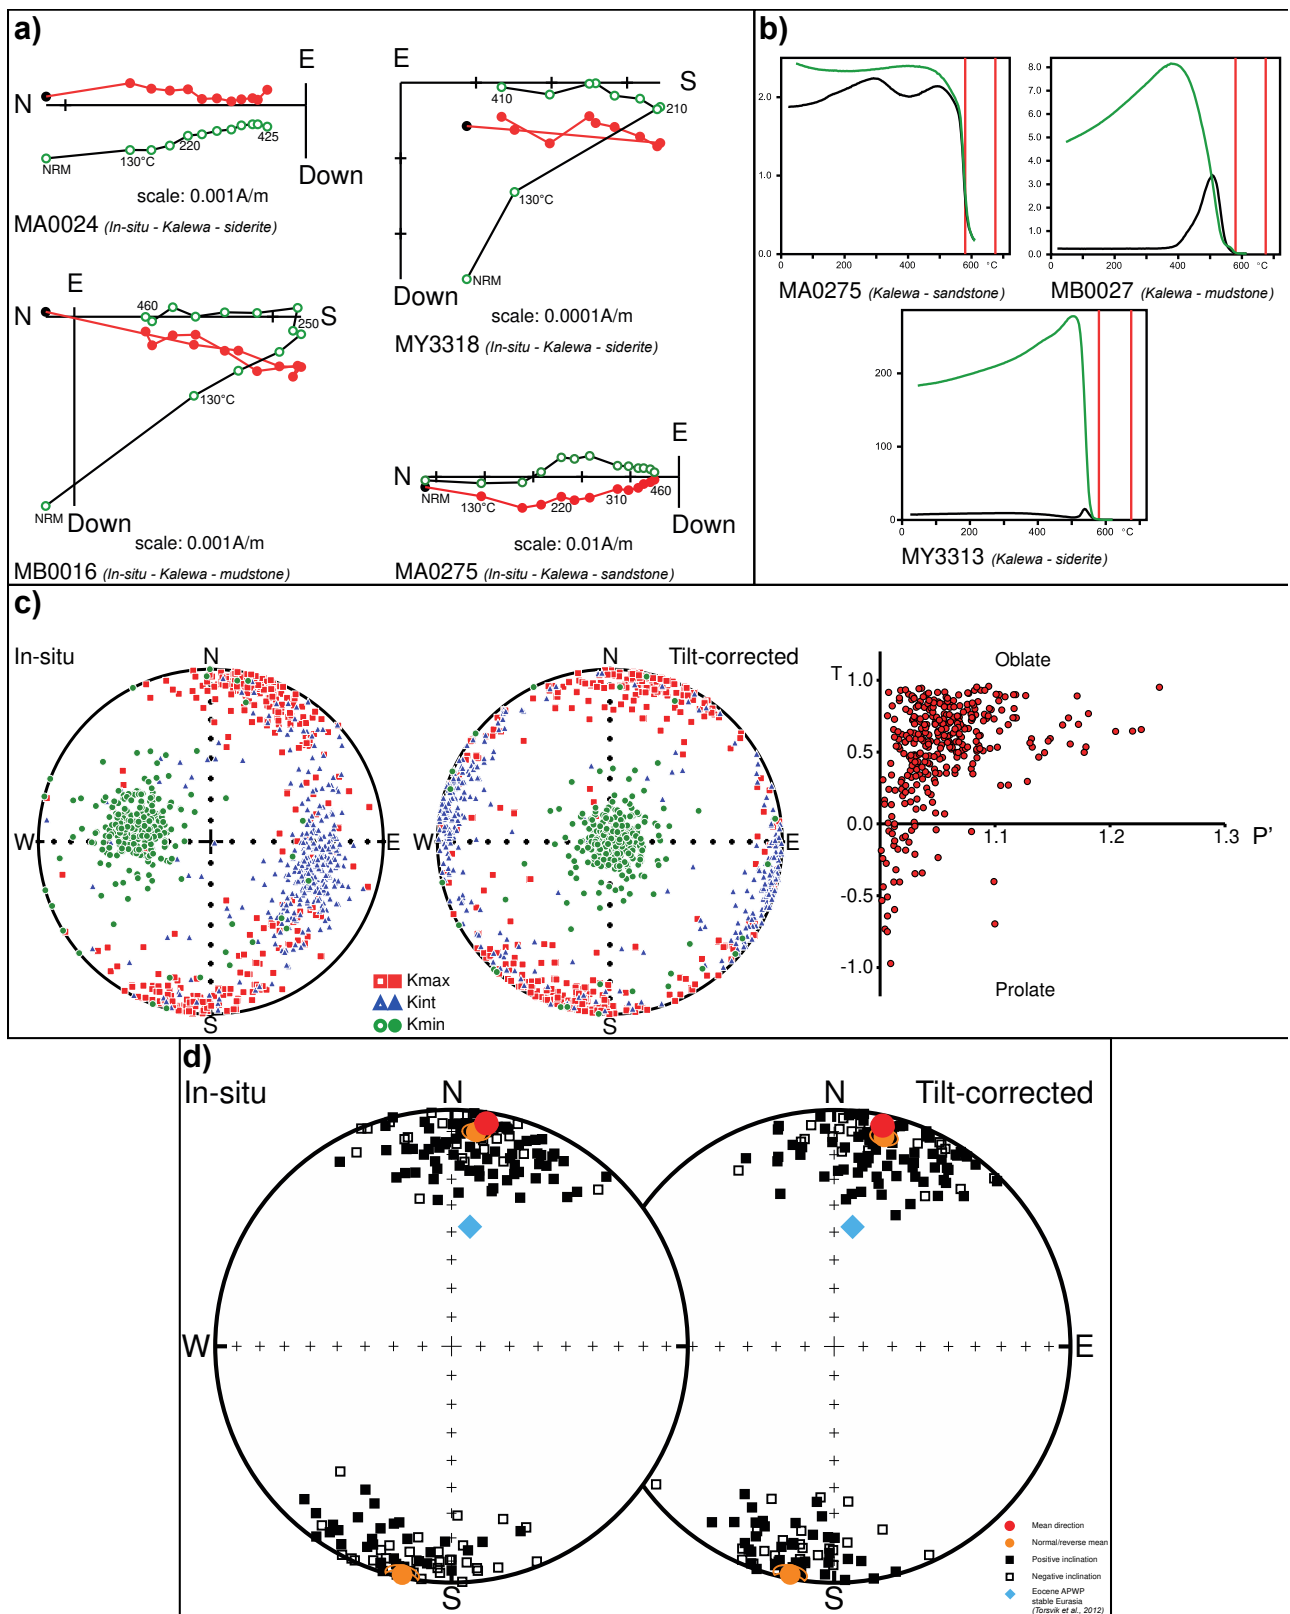 a)
E
N
NRM
130°C
220
425
Down
scale: 0.001A/m
MA0024 (In-situ - Kalewa - siderite)
E
S
410
210
130°C
NRM
Down
scale: 0.0001A/m
MY3318 (In-situ - Kalewa - siderite)
E
N
460
S
250
130°C
NRM
Down
scale: 0.001A/m
MB0016 (In-situ - Kalewa - mudstone)
E
N
NRM
130°C
220
310
460
Down
scale: 0.01A/m
MA0275 (In-situ - Kalewa - sandstone)
b)
2.0
1.0
0.0
0 200 400 600 °C
MA0275 (Kalewa - sandstone)
8.0
7.0
6.0
5.0
4.0
3.0
2.0
1.0
0.0
0 200 400 600 °C
MB0027 (Kalewa - mudstone)
200
100
0
0 200 400 600 °C
MY3313 (Kalewa - siderite)
c)
In-situ
N
W
E
S
Kmax
Kint
Kmin
Tilt-corrected
N
W
E
S
T
1.0
0.5
0.0
-0.5
-1.0
Oblate
Prolate
1.1
1.2
1.3
P'
d)
In-situ
N
W
S
Tilt-corrected
N
E
S
Mean direction
Normal/reverse mean
Positive inclination
Negative inclination
Eocene APWP
stable Eurasia
(Torsvik et al., 2012)